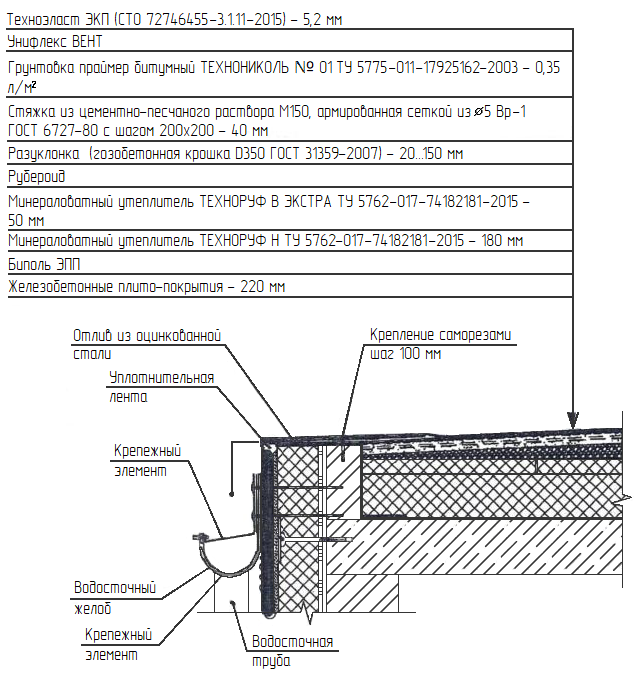 Техноэласт ЭКП (СТО 72746455-3.1.11-2015) - 5,2 мм
Унифлекс ВЕНТ
Грунтовка праймер битумный ТЕХНОНИКОЛЬ № 01 ТУ 5775-011-17925162-2003 - 0,35
л/м²
Стяжка из цементно-песчаного раствора М150, армированная сеткой из ⌀5 Вр-1
ГОСТ 6727-80 с шагом 200х200 - 40 мм
Разуклонка (гозобетонная крошка D350 ГОСТ 31359-2007) - 20...150 мм
Рубероид
Минераловатный утеплитель ТЕХНОРУФ В ЭКСТРА ТУ 5762-017-74182181-2015 -
50 мм
Минераловатный утеплитель ТЕХНОРУФ Н ТУ 5762-017-74182181-2015 - 180 мм
Биполь ЭПП
Железобетонные плито-покрытия - 220 мм
Отлив из оцинкованной
стали
Крепление саморезами
шаг 100 мм
Уплотнительная
лента
Крепежный
элемент
Водосточный
желоб
Крепежный
элемент
Водосточная
труба